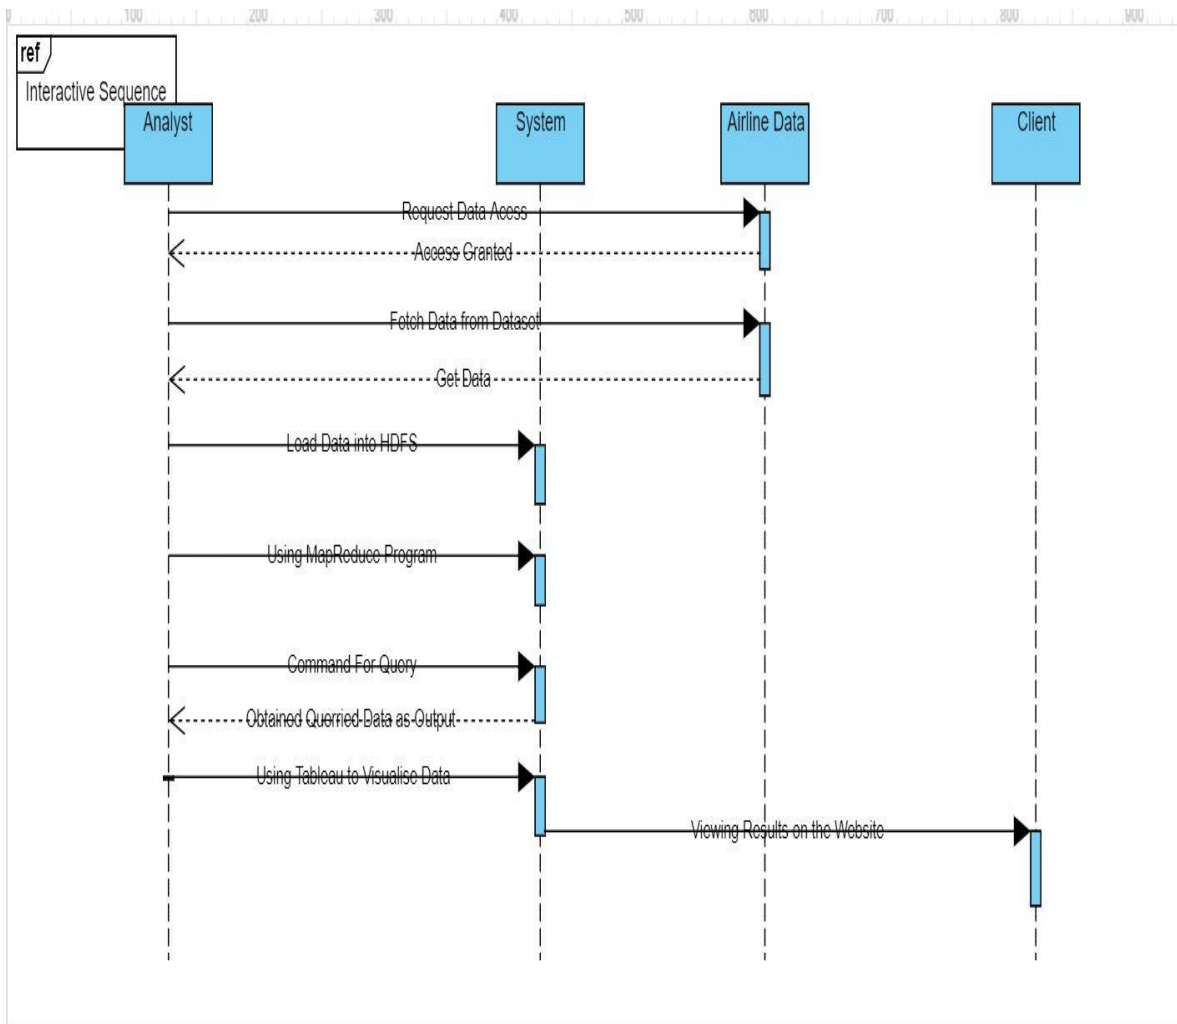 0 100 200 300 400 500 600 700 800 900
ref
Interactive Sequence
Analyst System Airline Data Client
Request Data Acess
Access Granted
Fetch Data from Dataset
Get Data
Load Data into HDFS
Using MapReduce Program
Command For Query
Obtained Querried Data as Output
Using Tableau to Visualise Data
Viewing Results on the Website